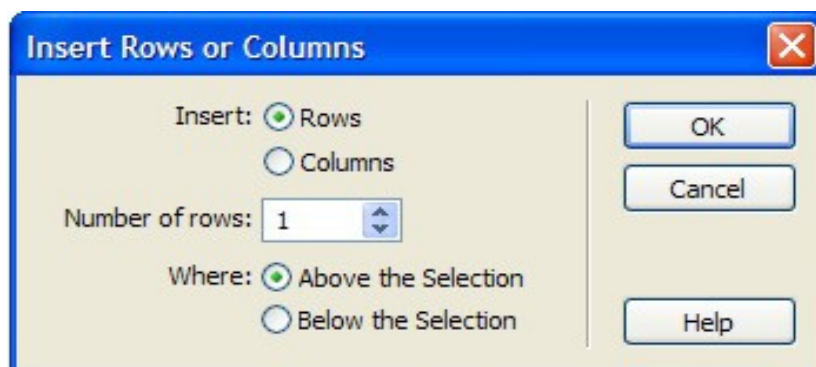 Insert Rows or Columns
Insert: Rows
Columns
Number of rows: 1
Where: Above the Selection
Below the Selection
OK
Cancel
Help